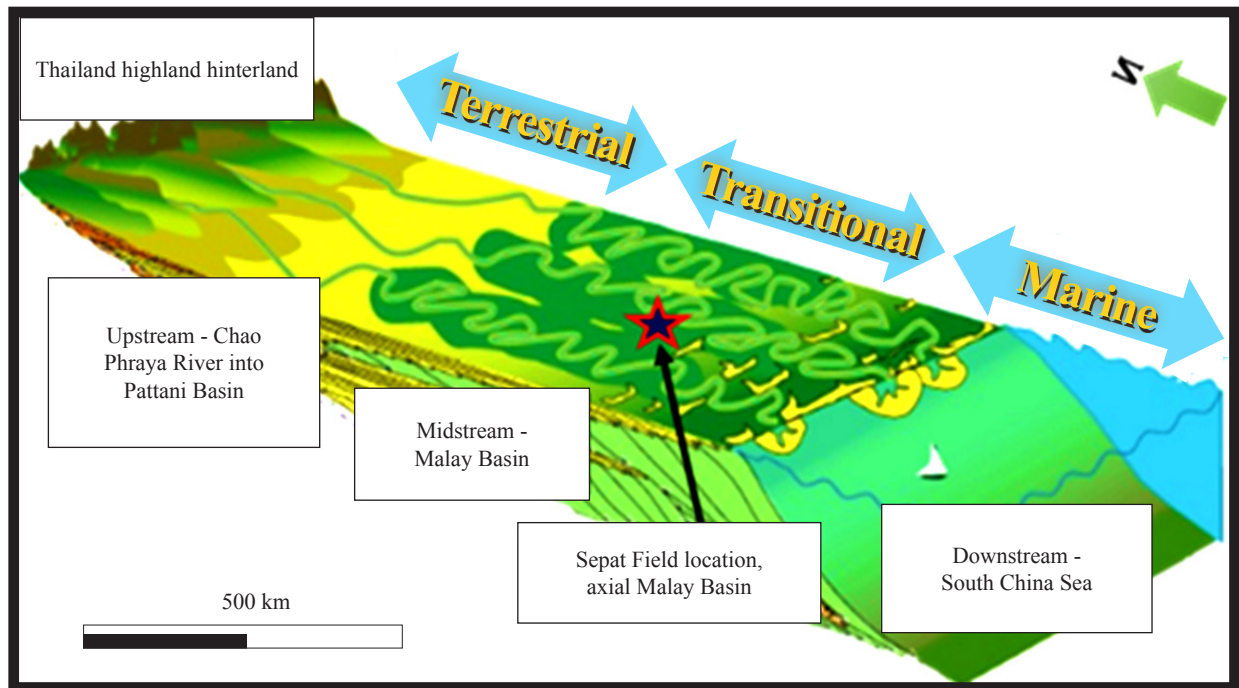 Thailand highland hinterland
N
Terrestrial
Transitional
Marine
Upstream - Chao
Phraya River into
Pattani Basin
Midstream -
Malay Basin
Sepat Field location,
axial Malay Basin
Downstream -
South China Sea
500 km